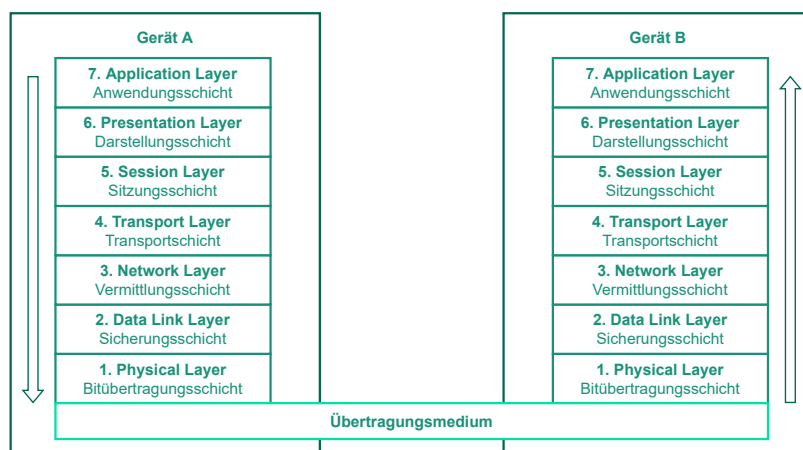 Gerät A
7. Application Layer
Anwendungsschicht
6. Presentation Layer
Darstellungsschicht
5. Session Layer
Sitzungsschicht
4. Transport Layer
Transportschicht
3. Network Layer
Vermittlungsschicht
2. Data Link Layer
Sicherungsschicht
1. Physical Layer
Bitübertragungsschicht
Gerät B
7. Application Layer
Anwendungsschicht
6. Presentation Layer
Darstellungsschicht
5. Session Layer
Sitzungsschicht
4. Transport Layer
Transportschicht
3. Network Layer
Vermittlungsschicht
2. Data Link Layer
Sicherungsschicht
1. Physical Layer
Bitübertragungsschicht
Übertragungsmedium